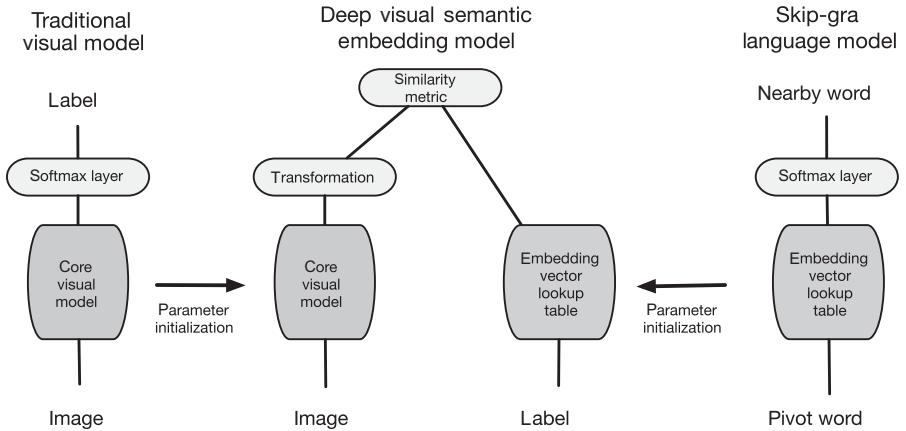 Traditional
visual model
Label
Softmax layer
Core
visual
model
Image
Parameter
initialization
Deep visual semantic
embedding model
Similarity
metric
Transformation
Core
visual
model
Image
Embedding
vector
lookup
table
Label
Parameter
initialization
Skip-gra
language model
Nearby word
Softmax layer
Embedding
vector
lookup
table
Pivot word